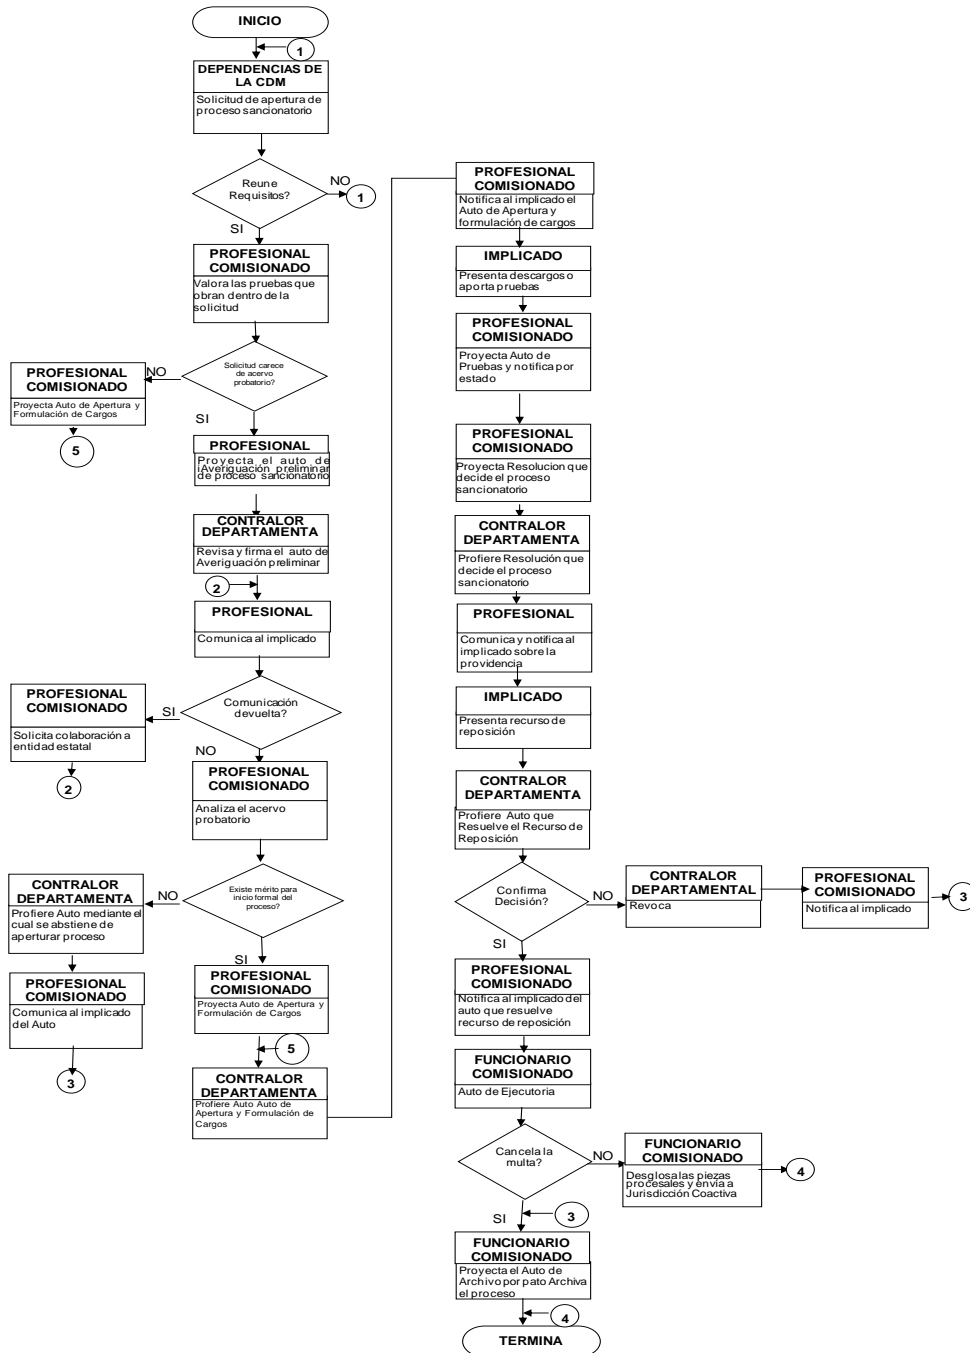 INICIO
1
DEPENDENCIAS DE
LA CDM
Solicitud de apertura de
proceso sancionatorio
Reune
Requisitos?
NO
1
SI
PROFESIONAL
COMISIONADO
Valora las pruebas que
obran dentro de la
solicitud
Solicitud carece
de acervo
probatorio?
NO
PROFESIONAL
COMISIONADO
Proyecta Auto de Apertura y
Formulación de Cargos
5
SI
PROFESIONAL
Proyecta el auto de
iAveriguación preliminar
de proceso sancionatorio
CONTRALOR
DEPARTAMENTA
Revisa y firma el auto de
Averiguación preliminar
2
PROFESIONAL
Comunica al implicado
Comunicación
devuelta?
SI
PROFESIONAL
COMISIONADO
Solicita colaboración a
entidad estatal
2
NO
PROFESIONAL
COMISIONADO
Analiza el acervo
probatorio
Existe mérito para
inicio formal del
proceso?
NO
CONTRALOR
DEPARTAMENTA
Profiere Auto mediante el
cual se abstiene de
aperturar proceso
PROFESIONAL
COMISIONADO
Comunica al implicado
del Auto
3
SI
PROFESIONAL
COMISIONADO
Proyecta Auto de Apertura y
Formulación de Cargos
5
CONTRALOR
DEPARTAMENTA
Profiere Auto Auto de
Apertura y Formulación de
Cargos
PROFESIONAL
COMISIONADO
Notifica al implicado el
Auto de Apertura y
formulación de cargos
IMPLICADO
Presenta descargos o
aporta pruebas
PROFESIONAL
COMISIONADO
Proyecta Auto de
Pruebas y notifica por
estado
PROFESIONAL
COMISIONADO
Proyecta Resolucion que
decide el proceso
sancionatorio
CONTRALOR
DEPARTAMENTA
Profiere Resolución que
decide el proceso
sancionatorio
PROFESIONAL
Comunica y notifica al
implicado sobre la
providencia
IMPLICADO
Presenta recurso de
reposición
CONTRALOR
DEPARTAMENTA
Profiere Auto que
Resuelve el Recurso de
Reposición
Confirma
Decisión?
NO
CONTRALOR
DEPARTAMENTAL
Revoca
PROFESIONAL
COMISIONADO
Notifica al implicado
3
SI
PROFESIONAL
COMISIONADO
Notifica al implicado del
auto que resuelve
recurso de reposición
FUNCIONARIO
COMISIONADO
Auto de Ejecutoria
Cancela la
multa?
NO
FUNCIONARIO
COMISIONADO
Desglosa las piezas
procesales y envía a
Jurisdicción Coactiva
4
SI
3
FUNCIONARIO
COMISIONADO
Proyecta el Auto de
Archivo por pato Archiva
el proceso
4
TERMINA